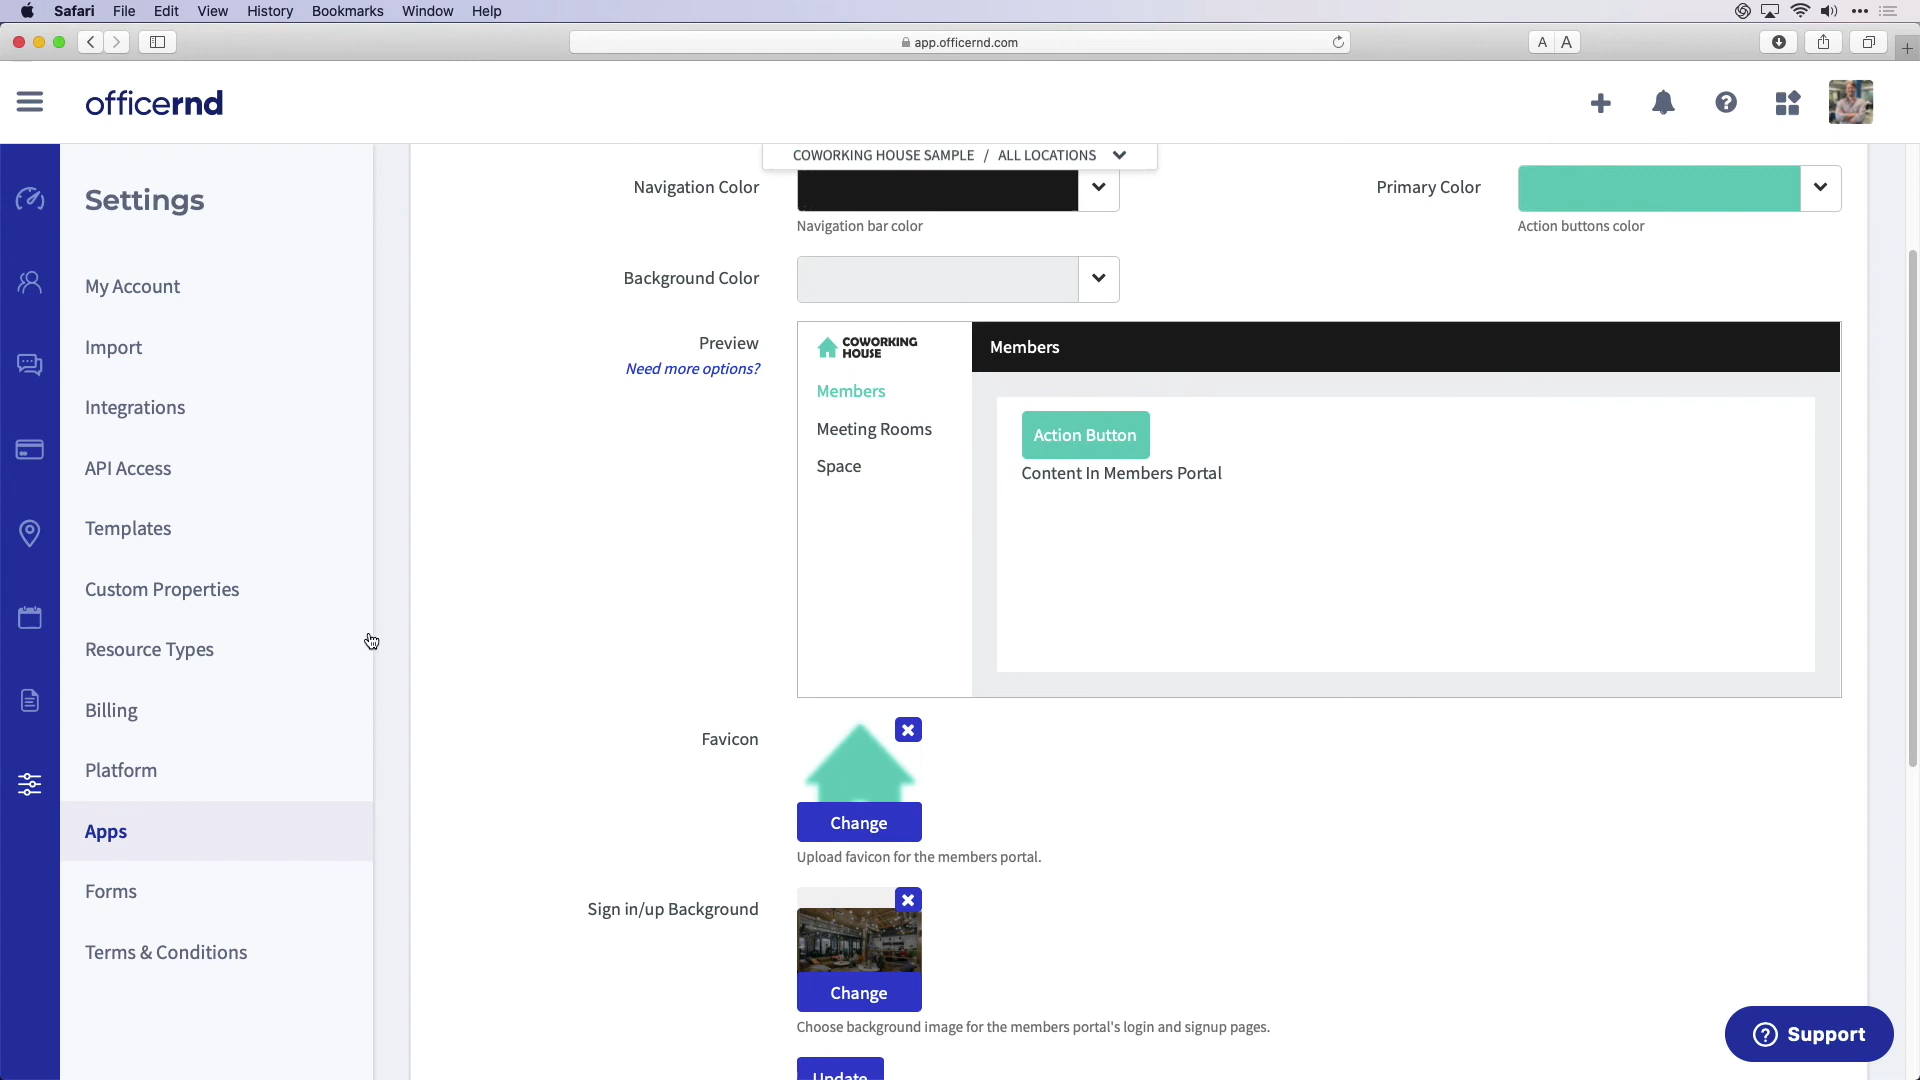 Safari File Edit View History Bookmarks Window Help
app.officernd.com
A A
officernd
COWORKING HOUSE SAMPLE / ALL LOCATIONS
Settings
My Account
Import
Integrations
API Access
Templates
Custom Properties
Resource Types
Billing
Platform
Apps
Forms
Terms & Conditions
Navigation Color
Navigation bar color
Primary Color
Action buttons color
Background Color
Preview
Need more options?
COWORKING
HOUSE
Members
Meeting Rooms
Space
Members
Action Button
Content In Members Portal
Favicon
Change
Upload favicon for the members portal.
Sign in/up Background
Change
Choose background image for the members portal's login and signup pages.
Update
Support